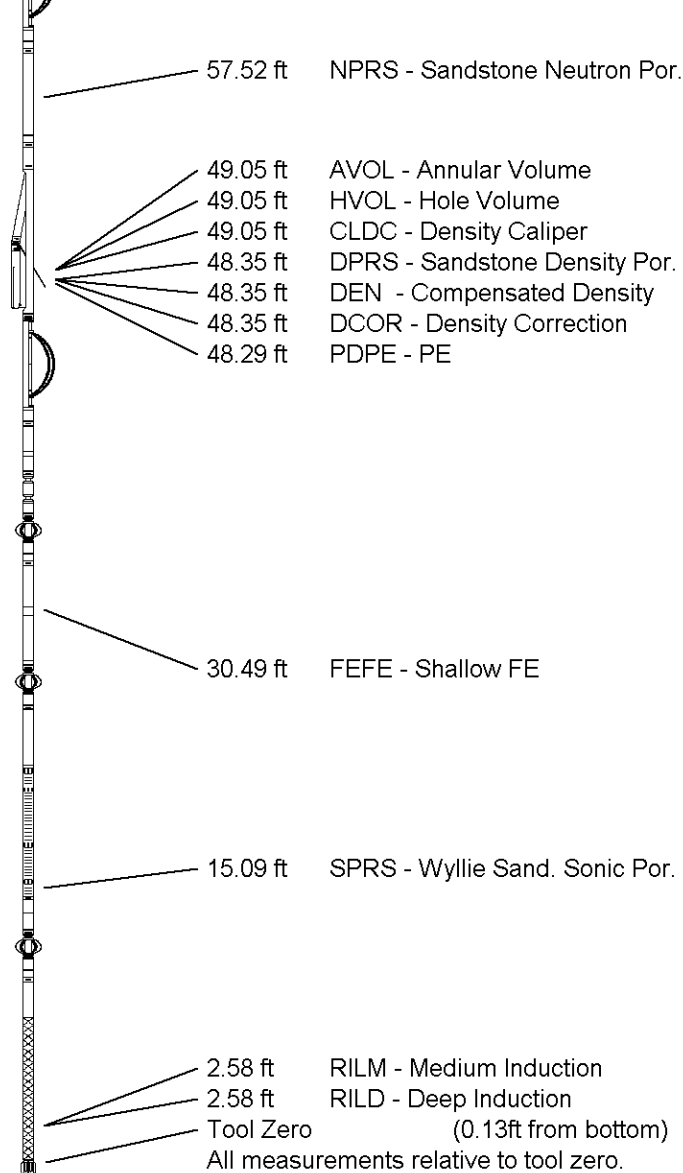 57.52 ft NPRS - Sandstone Neutron Por.
49.05 ft AVOL - Annular Volume
49.05 ft HVOL - Hole Volume
49.05 ft CLDC - Density Caliper
48.35 ft DPRS - Sandstone Density Por.
48.35 ft DEN - Compensated Density
48.35 ft DCOR - Density Correction
48.29 ft PDPE - PE
30.49 ft FEFE - Shallow FE
15.09 ft SPRS - Wyllie Sand. Sonic Por.
2.58 ft RILM - Medium Induction
2.58 ft RILD - Deep Induction
Tool Zero (0.13ft from bottom)
All measurements relative to tool zero.